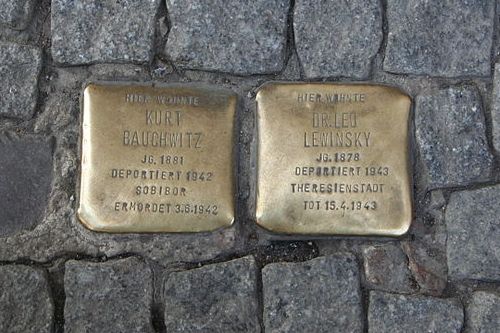 HIER WOHNTE
KURT
BAUCHWITZ
JG. 1881
DEPORTIERT 1942
SOBIBOR
ERMORDET 3.6.1942
HIER WOHNTE
DR. LEO
LEWINSKY
JG. 1878
DEPORTIERT 1943
THERESIENSTADT
TOT 15.4.1943